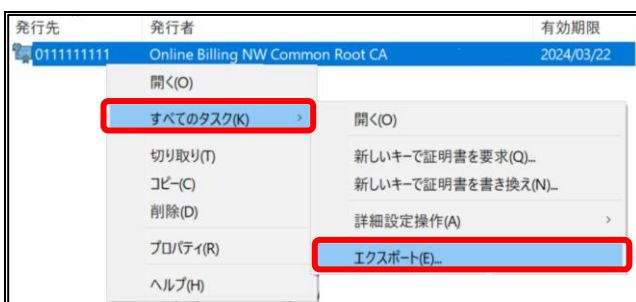 発行先 発行者 有効期限
0111111111 Online Billing NW Common Root CA 2024/03/22
開く(O)
すべてのタスク(K) >
切り取り(T)
コピー(C)
削除(D)
プロパティ(R)
ヘルプ(H)
開く(O)
新しいキーで証明書を要求(Q)...
新しいキーで証明書を書き換え(N)...
詳細設定操作(A) >
エクスポート(E)...